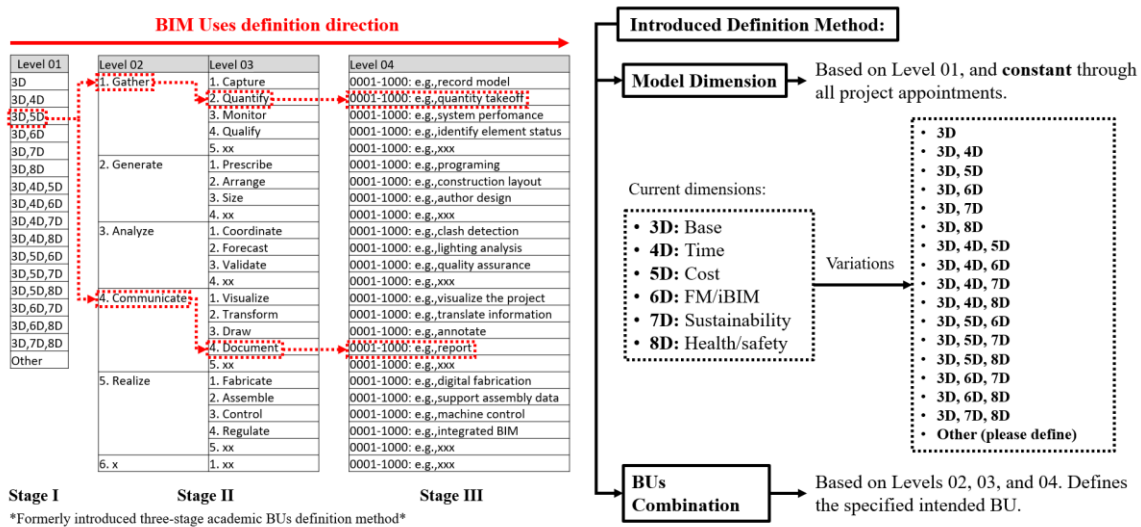 BIM Uses definition direction
Level 01
3D
3D,4D
3D,5D
3D,6D
3D,7D
3D,8D
3D,4D,5D
3D,4D,6D
3D,4D,7D
3D,4D,8D
3D,5D,6D
3D,5D,7D
3D,5D,8D
3D,6D,7D
3D,6D,8D
3D,7D,8D
Other
Level 02 Level 03 Level 04
1. Gather 1. Capture 0001-1000: e.g.,record model
2. Quantify 0001-1000: e.g.,quantity takeoff
3. Monitor 0001-1000: e.g.,system perfomance
4. Qualify 0001-1000: e.g.,identify element status
5. xx 0001-1000: e.g.,xxx
2. Generate 1. Prescribe 0001-1000: e.g.,programing
2. Arrange 0001-1000: e.g.,construction layout
3. Size 0001-1000: e.g.,author design
4. xx 0001-1000: e.g.,xxx
3. Analyze 1. Coordinate 0001-1000: e.g.,clash detection
2. Forecast 0001-1000: e.g.,lighting analysis
3. Validate 0001-1000: e.g.,quality assurance
4. xx 0001-1000: e.g.,xxx
4. Communicate 1. Visualize 0001-1000: e.g.,visualize the project
2. Transform 0001-1000: e.g.,translate information
3. Draw 0001-1000: e.g.,annotate
4. Document 0001-1000: e.g.,report
5. xx 0001-1000: e.g.,xxx
5. Realize 1. Fabricate 0001-1000: e.g.,digital fabrication
2. Assemble 0001-1000: e.g.,support assembly data
3. Control 0001-1000: e.g.,machine control
4. Regulate 0001-1000: e.g.,integrated BIM
5. xx 0001-1000: e.g.,xxx
6. x 1. xx 0001-1000: e.g.,xxx
Stage I Stage II Stage III
*Formerly introduced three-stage academic BUs definition method*
Introduced Definition Method:
Model Dimension
Based on Level 01, and constant through
all project appointments.
Current dimensions:
• 3D: Base
• 4D: Time
• 5D: Cost
• 6D: FM/iBIM
• 7D: Sustainability
• 8D: Health/safety
Variations
• 3D
• 3D, 4D
• 3D, 5D
• 3D, 6D
• 3D, 7D
• 3D, 8D
• 3D, 4D, 5D
• 3D, 4D, 6D
• 3D, 4D, 7D
• 3D, 4D, 8D
• 3D, 5D, 6D
• 3D, 5D, 7D
• 3D, 5D, 8D
• 3D, 6D, 7D
• 3D, 6D, 8D
• 3D, 7D, 8D
• Other (please define)
BUs
Combination
Based on Levels 02, 03, and 04. Defines
the specified intended BU.